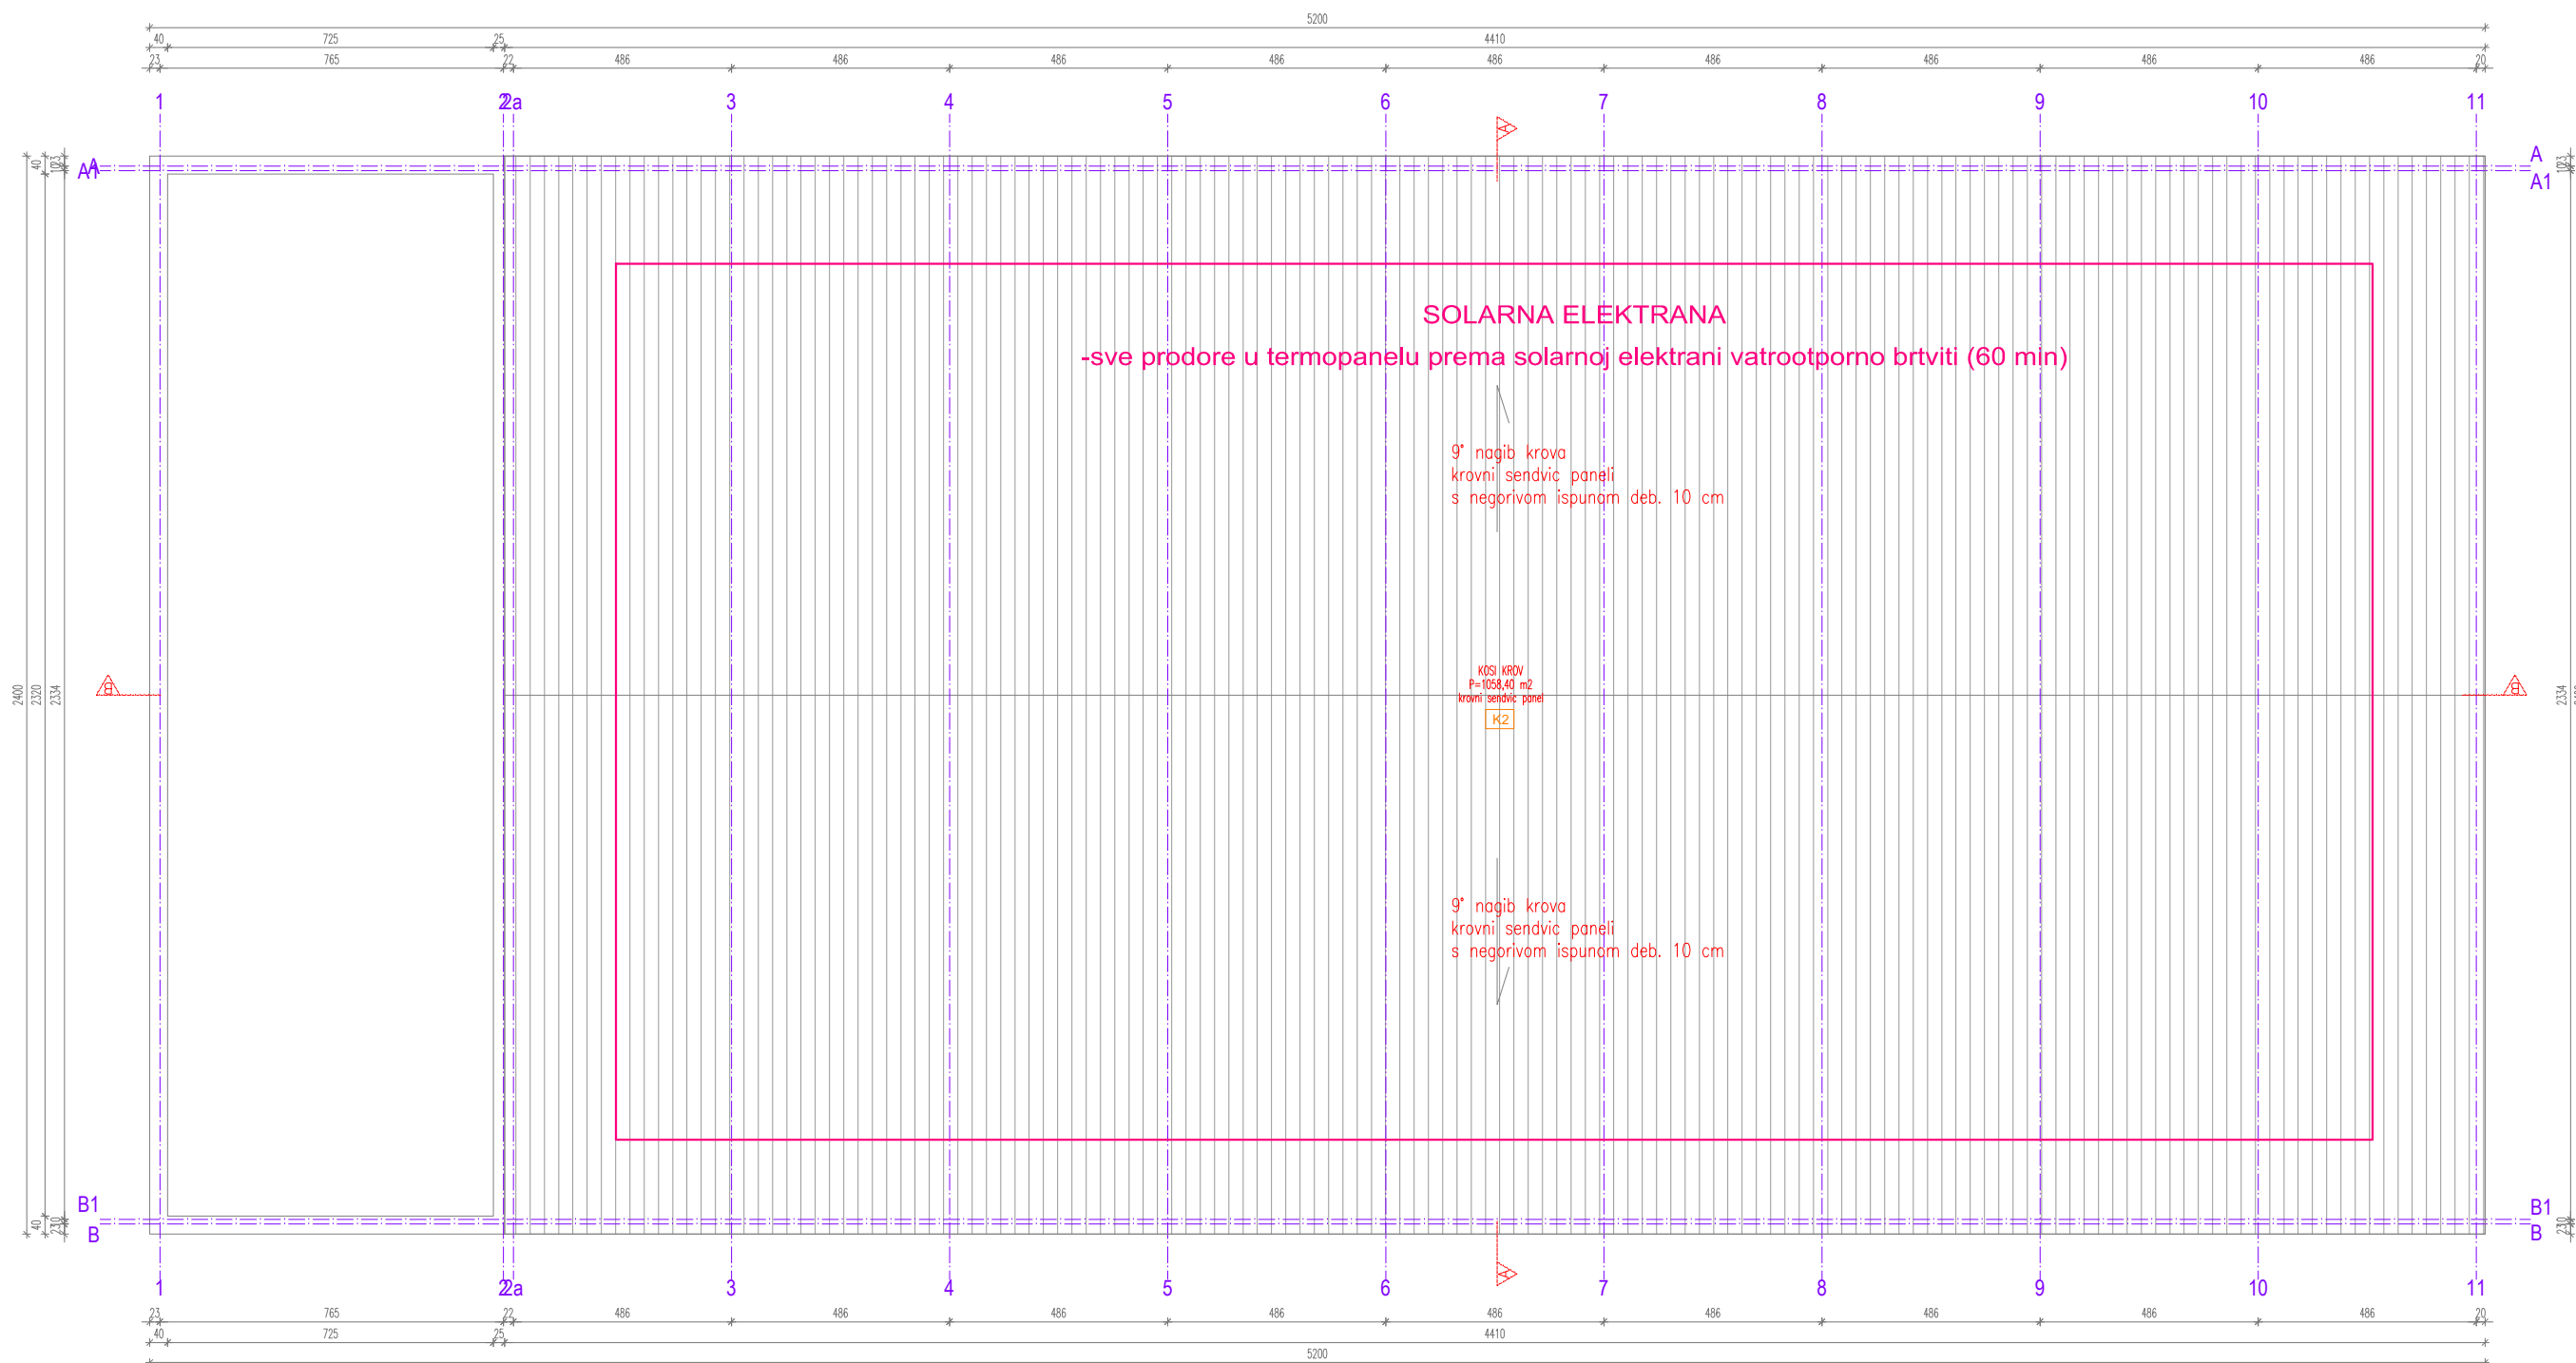 5200
40 725 25 4410
23 765 22 486 486 486 486 486 486 486 486 486 20
1 2 2a 3 4 5 6 7 8 9 10 11
A
A A
A1 A1
40
23
10
SOLARNA ELEKTRANA
-sve prodore u termopanelu prema solarnoj elektrani vatrootporno brtviti (60 min)
9° nagib krova
krovni sendvic paneli
s negorivom ispunom deb. 10 cm
KOSI KROV
P=1058,40 m2
krovni sendvic panel
K2
B B
2400 2320 2334 2334
9° nagib krova
krovni sendvic paneli
s negorivom ispunom deb. 10 cm
B1 B1
B B
40
A
1 2 2a 3 4 5 6 7 8 9 10 11
23 765 22 486 486 486 486 486 486 486 486 486 20
40 725 25 4410
5200